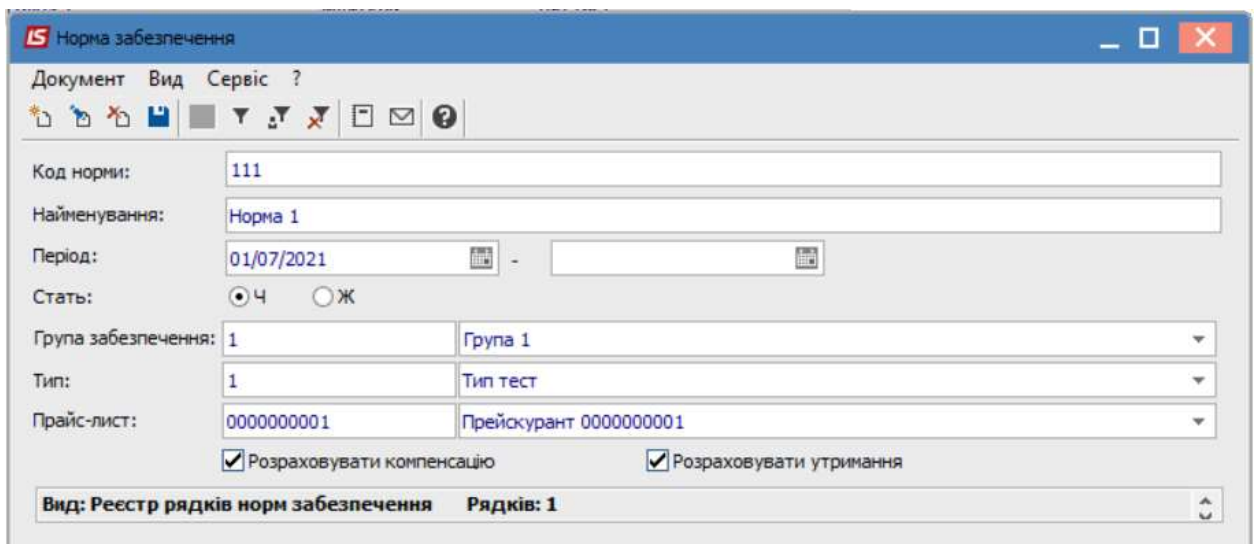 IS Норма забезпечення
Документ Вид Сервіс ?
Код норми: 111
Найменування: Норма 1
Період: 01/07/2021 -
Стать: Ч Ж
Група забезпечення: 1 Група 1
Тип: 1 Тип тест
Прайс-лист: 0000000001 Прейскурант 0000000001
Розраховувати компенсацію Розраховувати утримання
Вид: Реєстр рядків норм забезпечення Рядків: 1